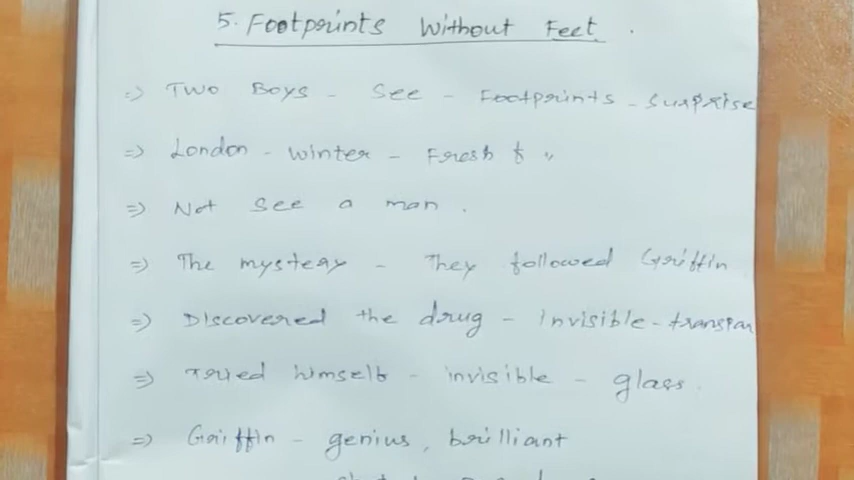 5. Footprints Without Feet.
=> Two Boys - See - Footprints - Surprise
=> London - winter - Fresh f "
=> Not see a man.
=> The mystery - They followed Griffin
=> Discovered the drug - invisible - transpar
=> Tried himself - invisible - glass.
=> Griffin - genius, brilliant